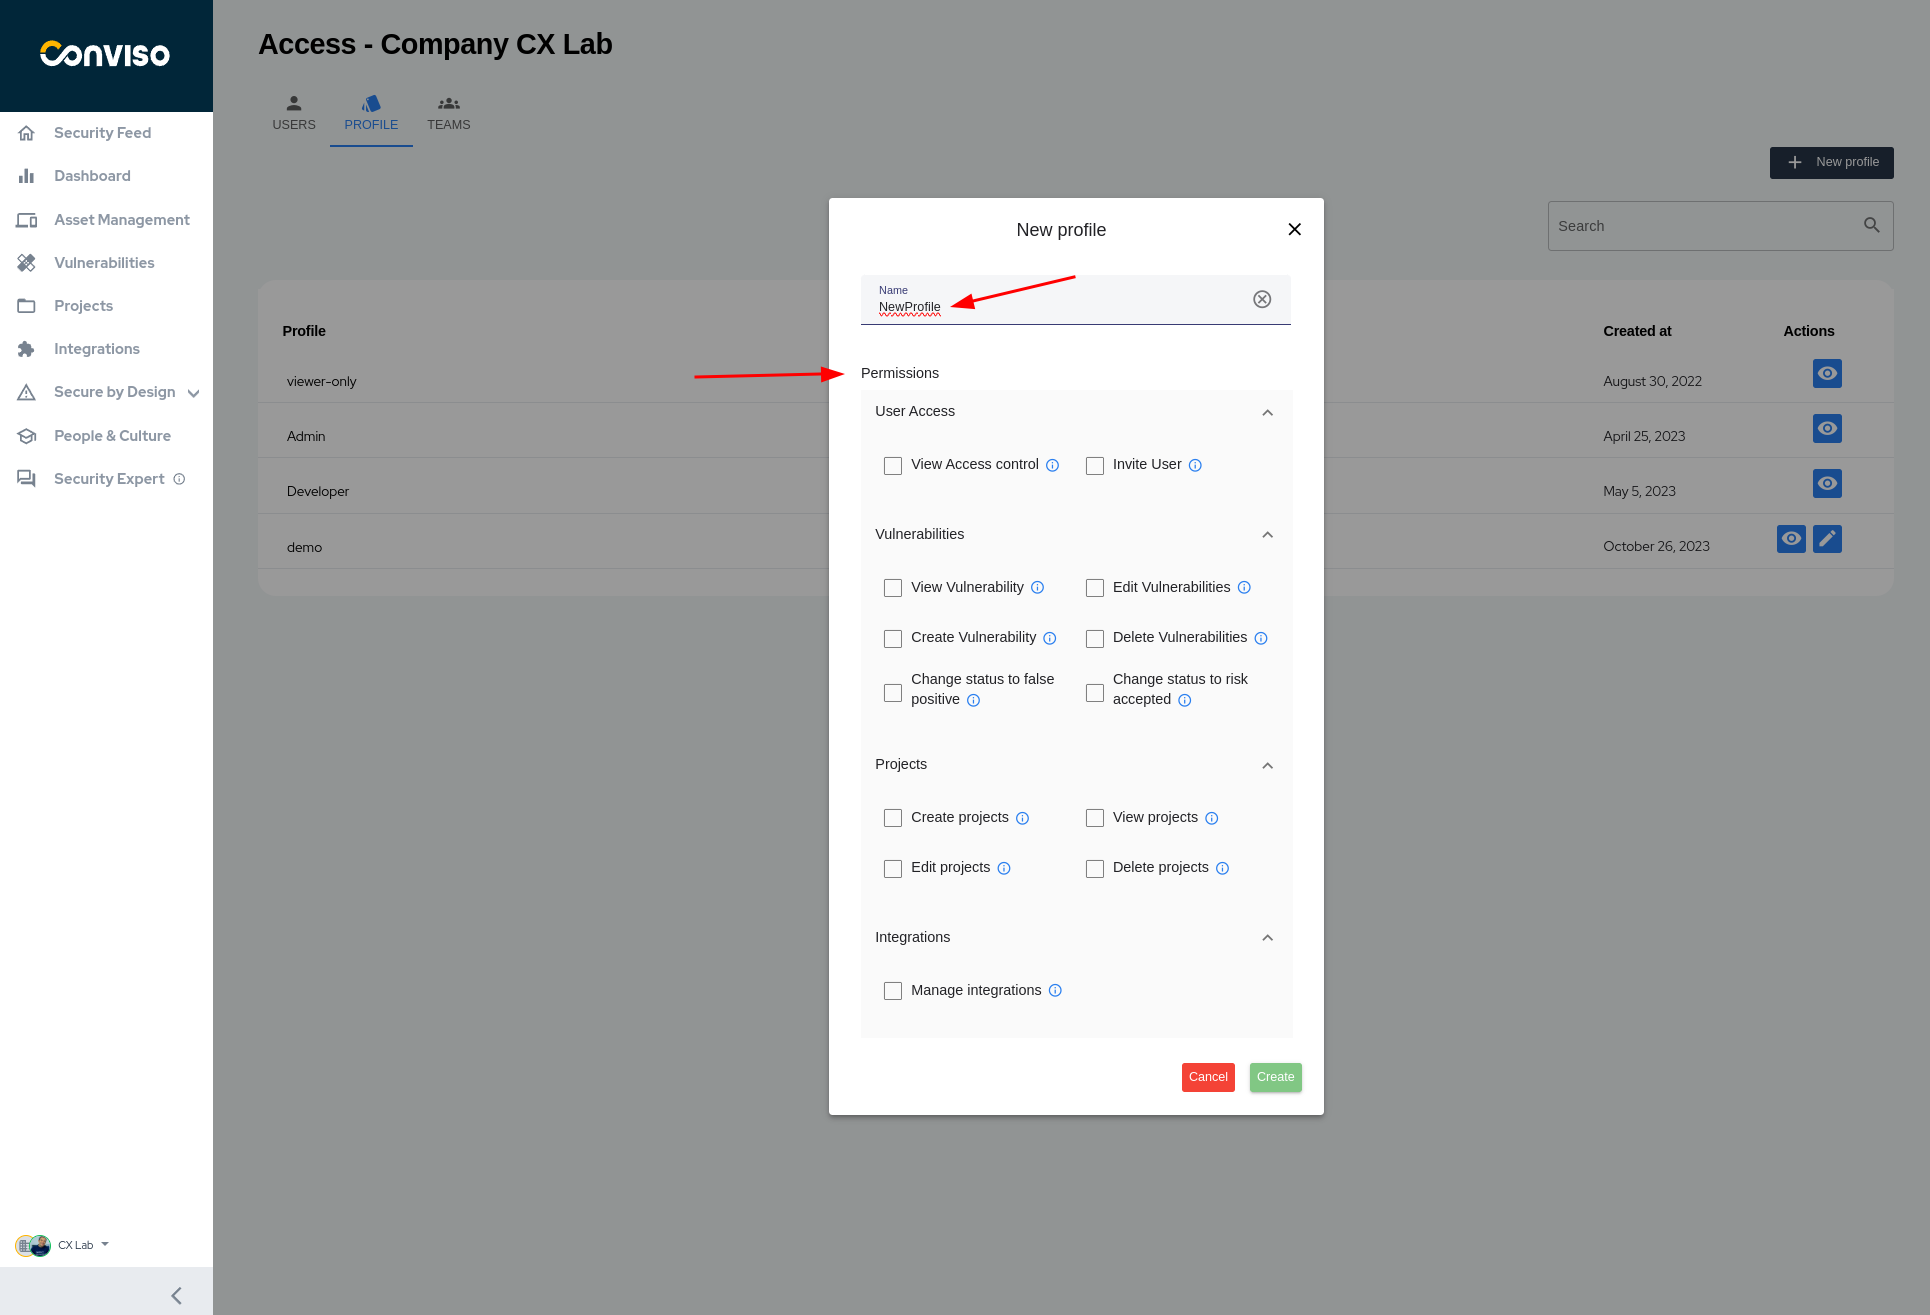 Conviso
Access - Company CX Lab
USERS
PROFILE
TEAMS
New profile
Search
Security Feed
Dashboard
Asset Management
Vulnerabilities
Projects
Integrations
Secure by Design
People & Culture
Security Expert
Profile
Created at
Actions
viewer-only
August 30, 2022
Admin
April 25, 2023
Developer
May 5, 2023
demo
October 26, 2023
New profile
Name
NewProfile
Permissions
User Access
View Access control
Invite User
Vulnerabilities
View Vulnerability
Edit Vulnerabilities
Create Vulnerability
Delete Vulnerabilities
Change status to false
positive
Change status to risk
accepted
Projects
Create projects
View projects
Edit projects
Delete projects
Integrations
Manage integrations
Cancel
Create
CX Lab